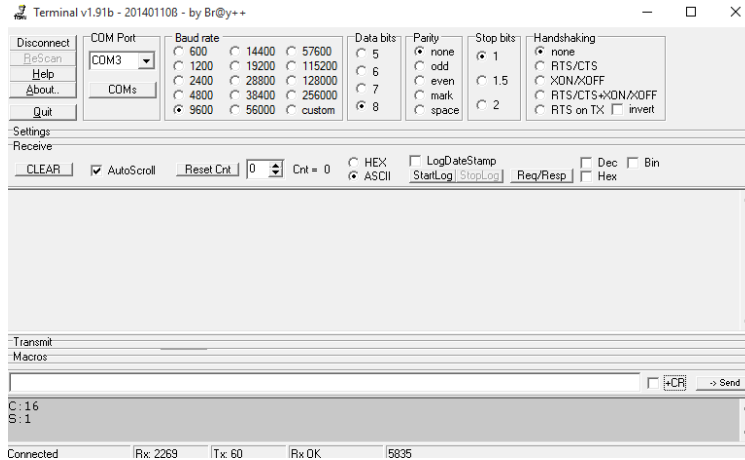 Terminal v1.91b - 20140110ß - by Br@y++
Disconnect
ReScan
Help
About..
Quit
COM Port
COM3
COMs
Baud rate
600 14400 57600
1200 19200 115200
2400 28800 128000
4800 38400 256000
9600 56000 custom
Data bits
5
6
7
8
Parity
none
odd
even
mark
space
Stop bits
1
1.5
2
Handshaking
none
RTS/CTS
XON/XOFF
RTS/CTS+XON/XOFF
RTS on TX invert
Settings
Receive
CLEAR AutoScroll Reset Cnt 0 Cnt = 0
HEX
ASCII
LogDateStamp
StartLog StopLog Req/Resp
Dec Bin
Hex
Transmit
Macros
+CR -> Send
C:16
S:1
Connected Rx: 2269 Tx: 60 Rx OK 5835